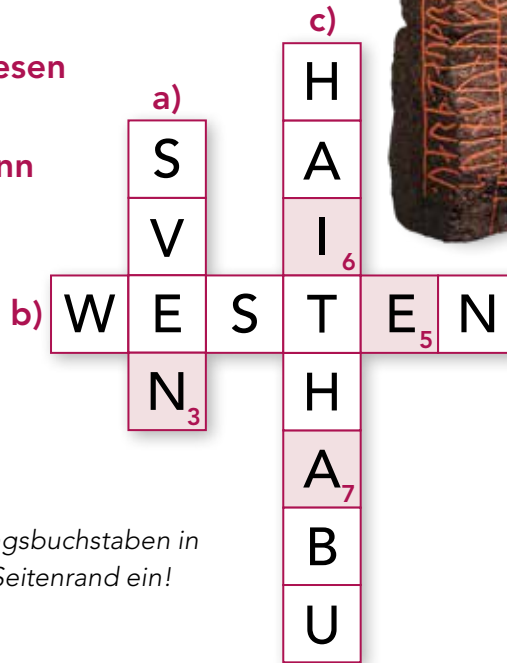 c)
esen
a)
nn
H
A
I 6
S
V
b) W E S T E 5 N
N 3
H
A 7
B
U
gsbuchstaben in
Seitenrand ein!